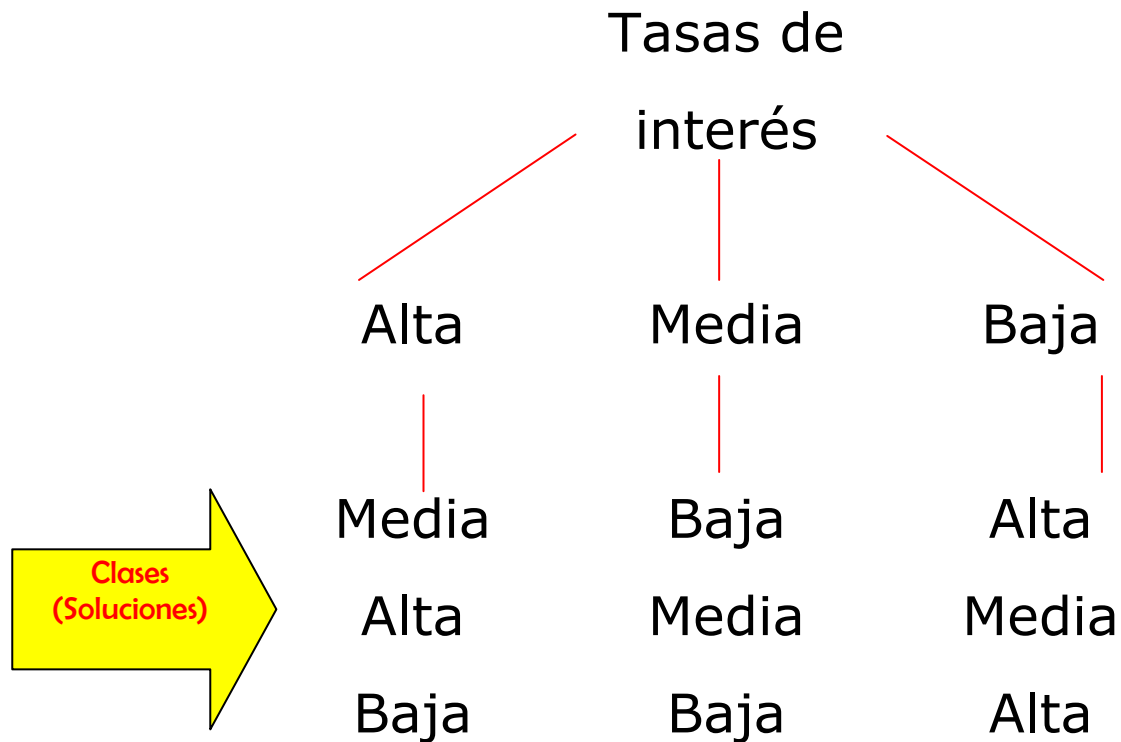 Tasas de
interés
Alta Media Baja
Media Baja Alta
Clases
(Soluciones)
Alta Media Media
Baja Baja Alta